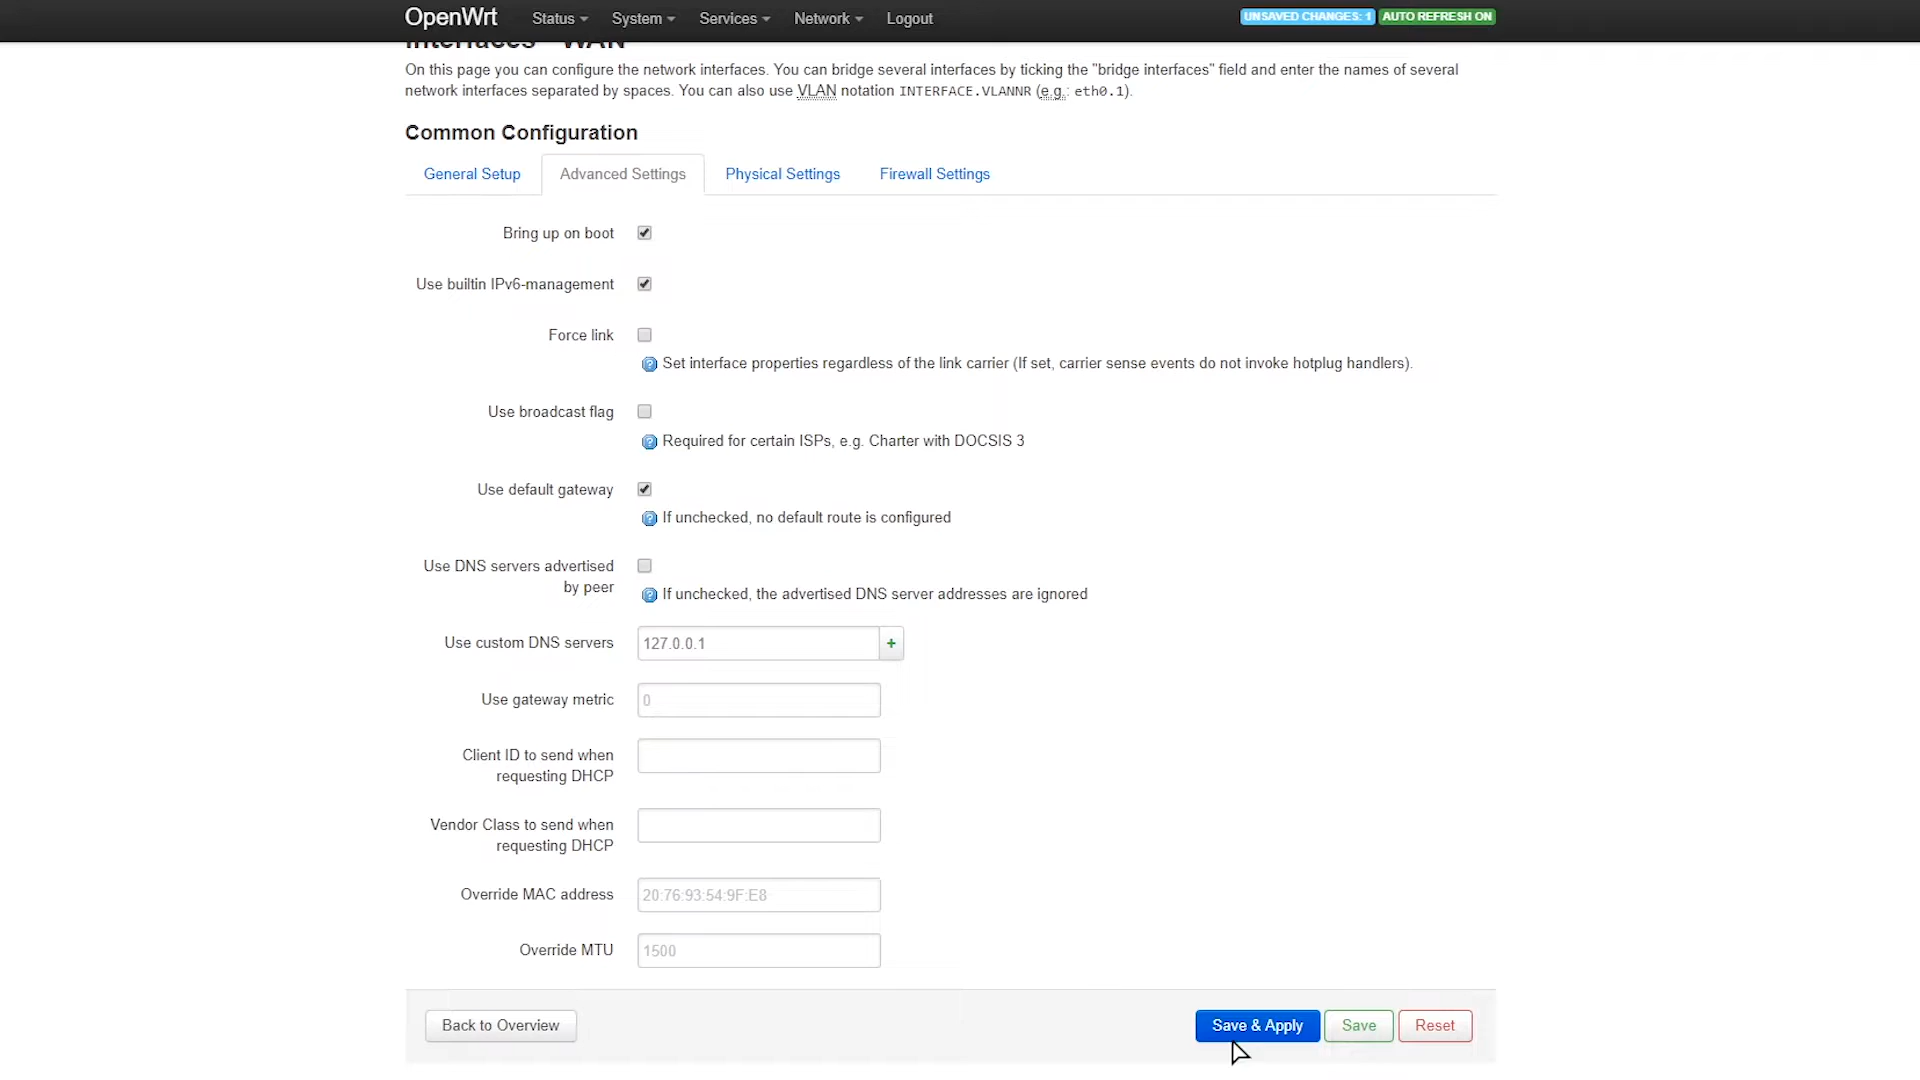 OpenWrt Status System Services Network Logout UNSAVED CHANGES: 1 AUTO REFRESH ON
Interfaces - WAN
On this page you can configure the network interfaces. You can bridge several interfaces by ticking the "bridge interfaces" field and enter the names of several
network interfaces separated by spaces. You can also use VLAN notation INTERFACE.VLANNR (e.g.: eth0.1).
Common Configuration
General Setup Advanced Settings Physical Settings Firewall Settings
Bring up on boot
Use builtin IPv6-management
Force link
Set interface properties regardless of the link carrier (If set, carrier sense events do not invoke hotplug handlers).
Use broadcast flag
Required for certain ISPs, e.g. Charter with DOCSIS 3
Use default gateway
If unchecked, no default route is configured
Use DNS servers advertised
by peer
If unchecked, the advertised DNS server addresses are ignored
Use custom DNS servers 127.0.0.1 +
Use gateway metric 0
Client ID to send when
requesting DHCP
Vendor Class to send when
requesting DHCP
Override MAC address 20:76:93:54:9F:E8
Override MTU 1500
Back to Overview Save & Apply Save Reset